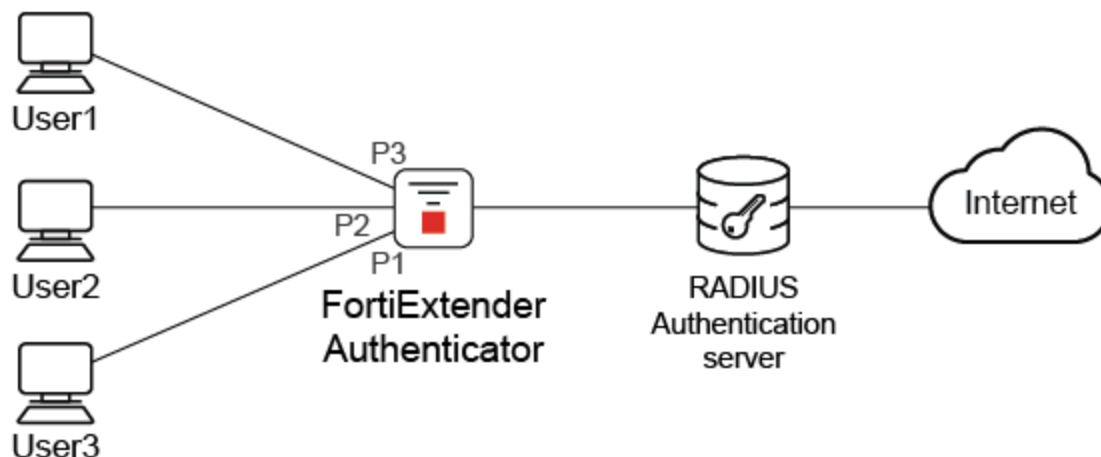 User1
P3
User2
P2
P1
User3
FortiExtender
Authenticator
RADIUS
Authentication
server
Internet